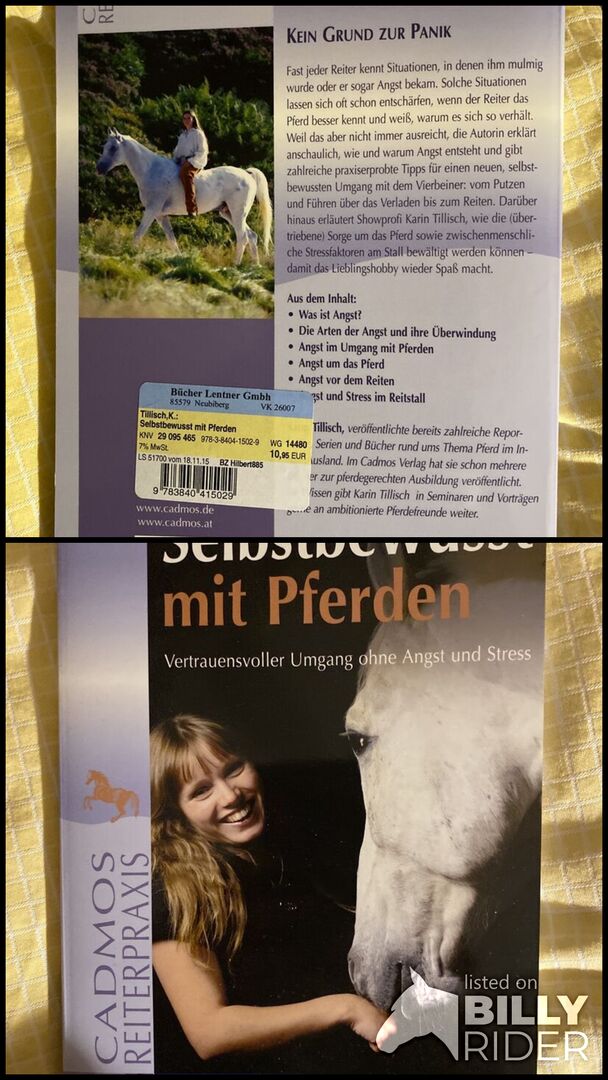 C
RE
KEIN GRUND ZUR PANIK
Fast jeder Reiter kennt Situationen, in denen ihm mulmig
wurde oder er sogar Angst bekam. Solche Situationen
lassen sich oft schon entschärfen, wenn der Reiter das
Pferd besser kennt und weiß, warum es sich so verhält.
Weil das aber nicht immer ausreicht, die Autorin erklärt
anschaulich, wie und warum Angst entsteht und gibt
zahlreiche praxiserprobte Tipps für einen neuen, selbst-
bewussten Umgang mit dem Vierbeiner: vom Putzen
und Führen über das Verladen bis zum Reiten. Darüber
hinaus erläutert Showprofi Karin Tillisch, wie die (über-
triebene) Sorge um das Pferd sowie zwischenmenschli-
che Stressfaktoren am Stall bewältigt werden können –
damit das Lieblingshobby wieder Spaß macht.
Aus dem Inhalt:
• Was ist Angst?
• Die Arten der Angst und ihre Überwindung
• Angst im Umgang mit Pferden
• Angst um das Pferd
• Angst vor dem Reiten
ngst und Stress im Reitstall
Tillisch, veröffentlichte bereits zahlreiche Repor-
Serien und Bücher rund ums Thema Pferd im In-
Ausland. Im Cadmos Verlag hat sie schon mehrere
er zur pferdegerechten Ausbildung veröffentlicht.
Wissen gibt Karin Tillisch in Seminaren und Vorträgen
gerne an ambitionierte Pferdefreunde weiter.
Bücher Lentner Gmbh
85579 Neubiberg VK 26007
Tillisch,K.:
Selbstbewusst mit Pferden
KNV 29 095 465 978-3-8404-1502-9 WG 14480
7% MwSt. 10,95 EUR
LS 51700 vom 18.11.15 BZ Hilbert885
9 783840 415029
www.cadmos.de
www.cadmos.at
Selbstbewusst
mit Pferden
Vertrauensvoller Umgang ohne Angst und Stress
CADMOS
REITERPRAXIS
listed on
BILLY
RIDER